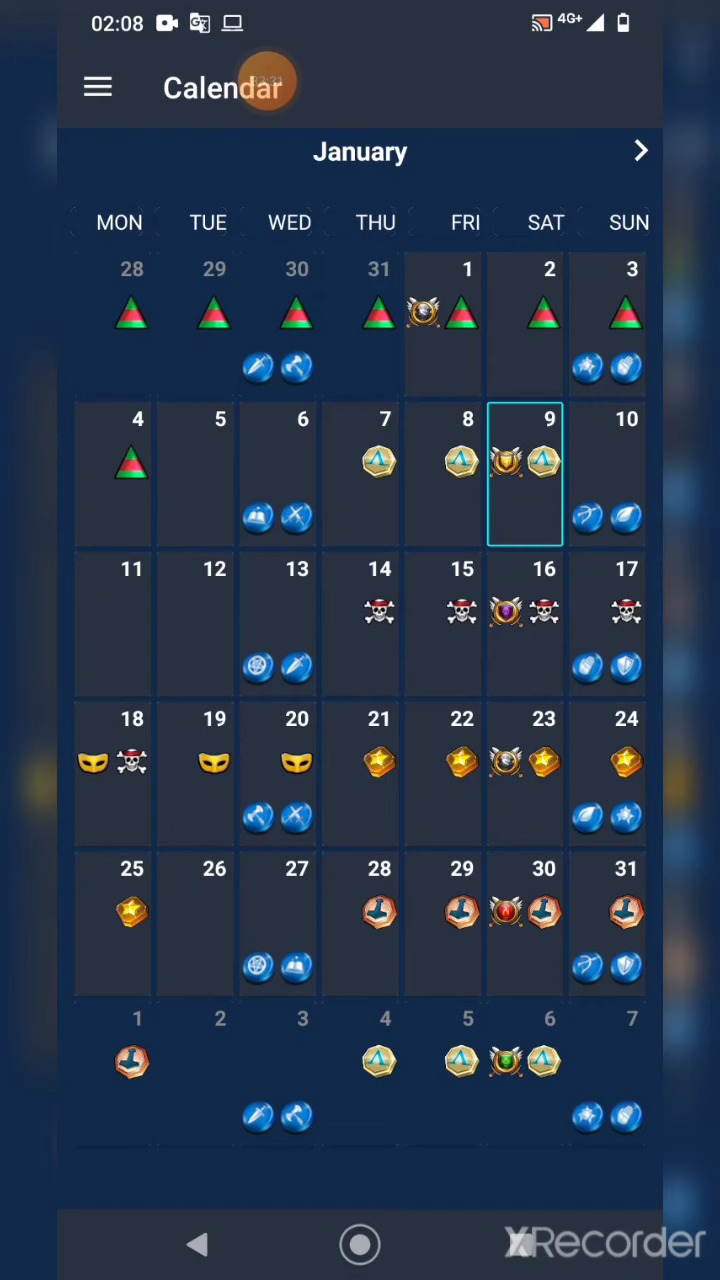 02:08 4G+
Calendar
January
MON TUE WED THU FRI SAT SUN
28 29 30 31 1 2 3
4 5 6 7 8 9 10
11 12 13 14 15 16 17
18 19 20 21 22 23 24
25 26 27 28 29 30 31
1 2 3 4 5 6 7
XRecorder